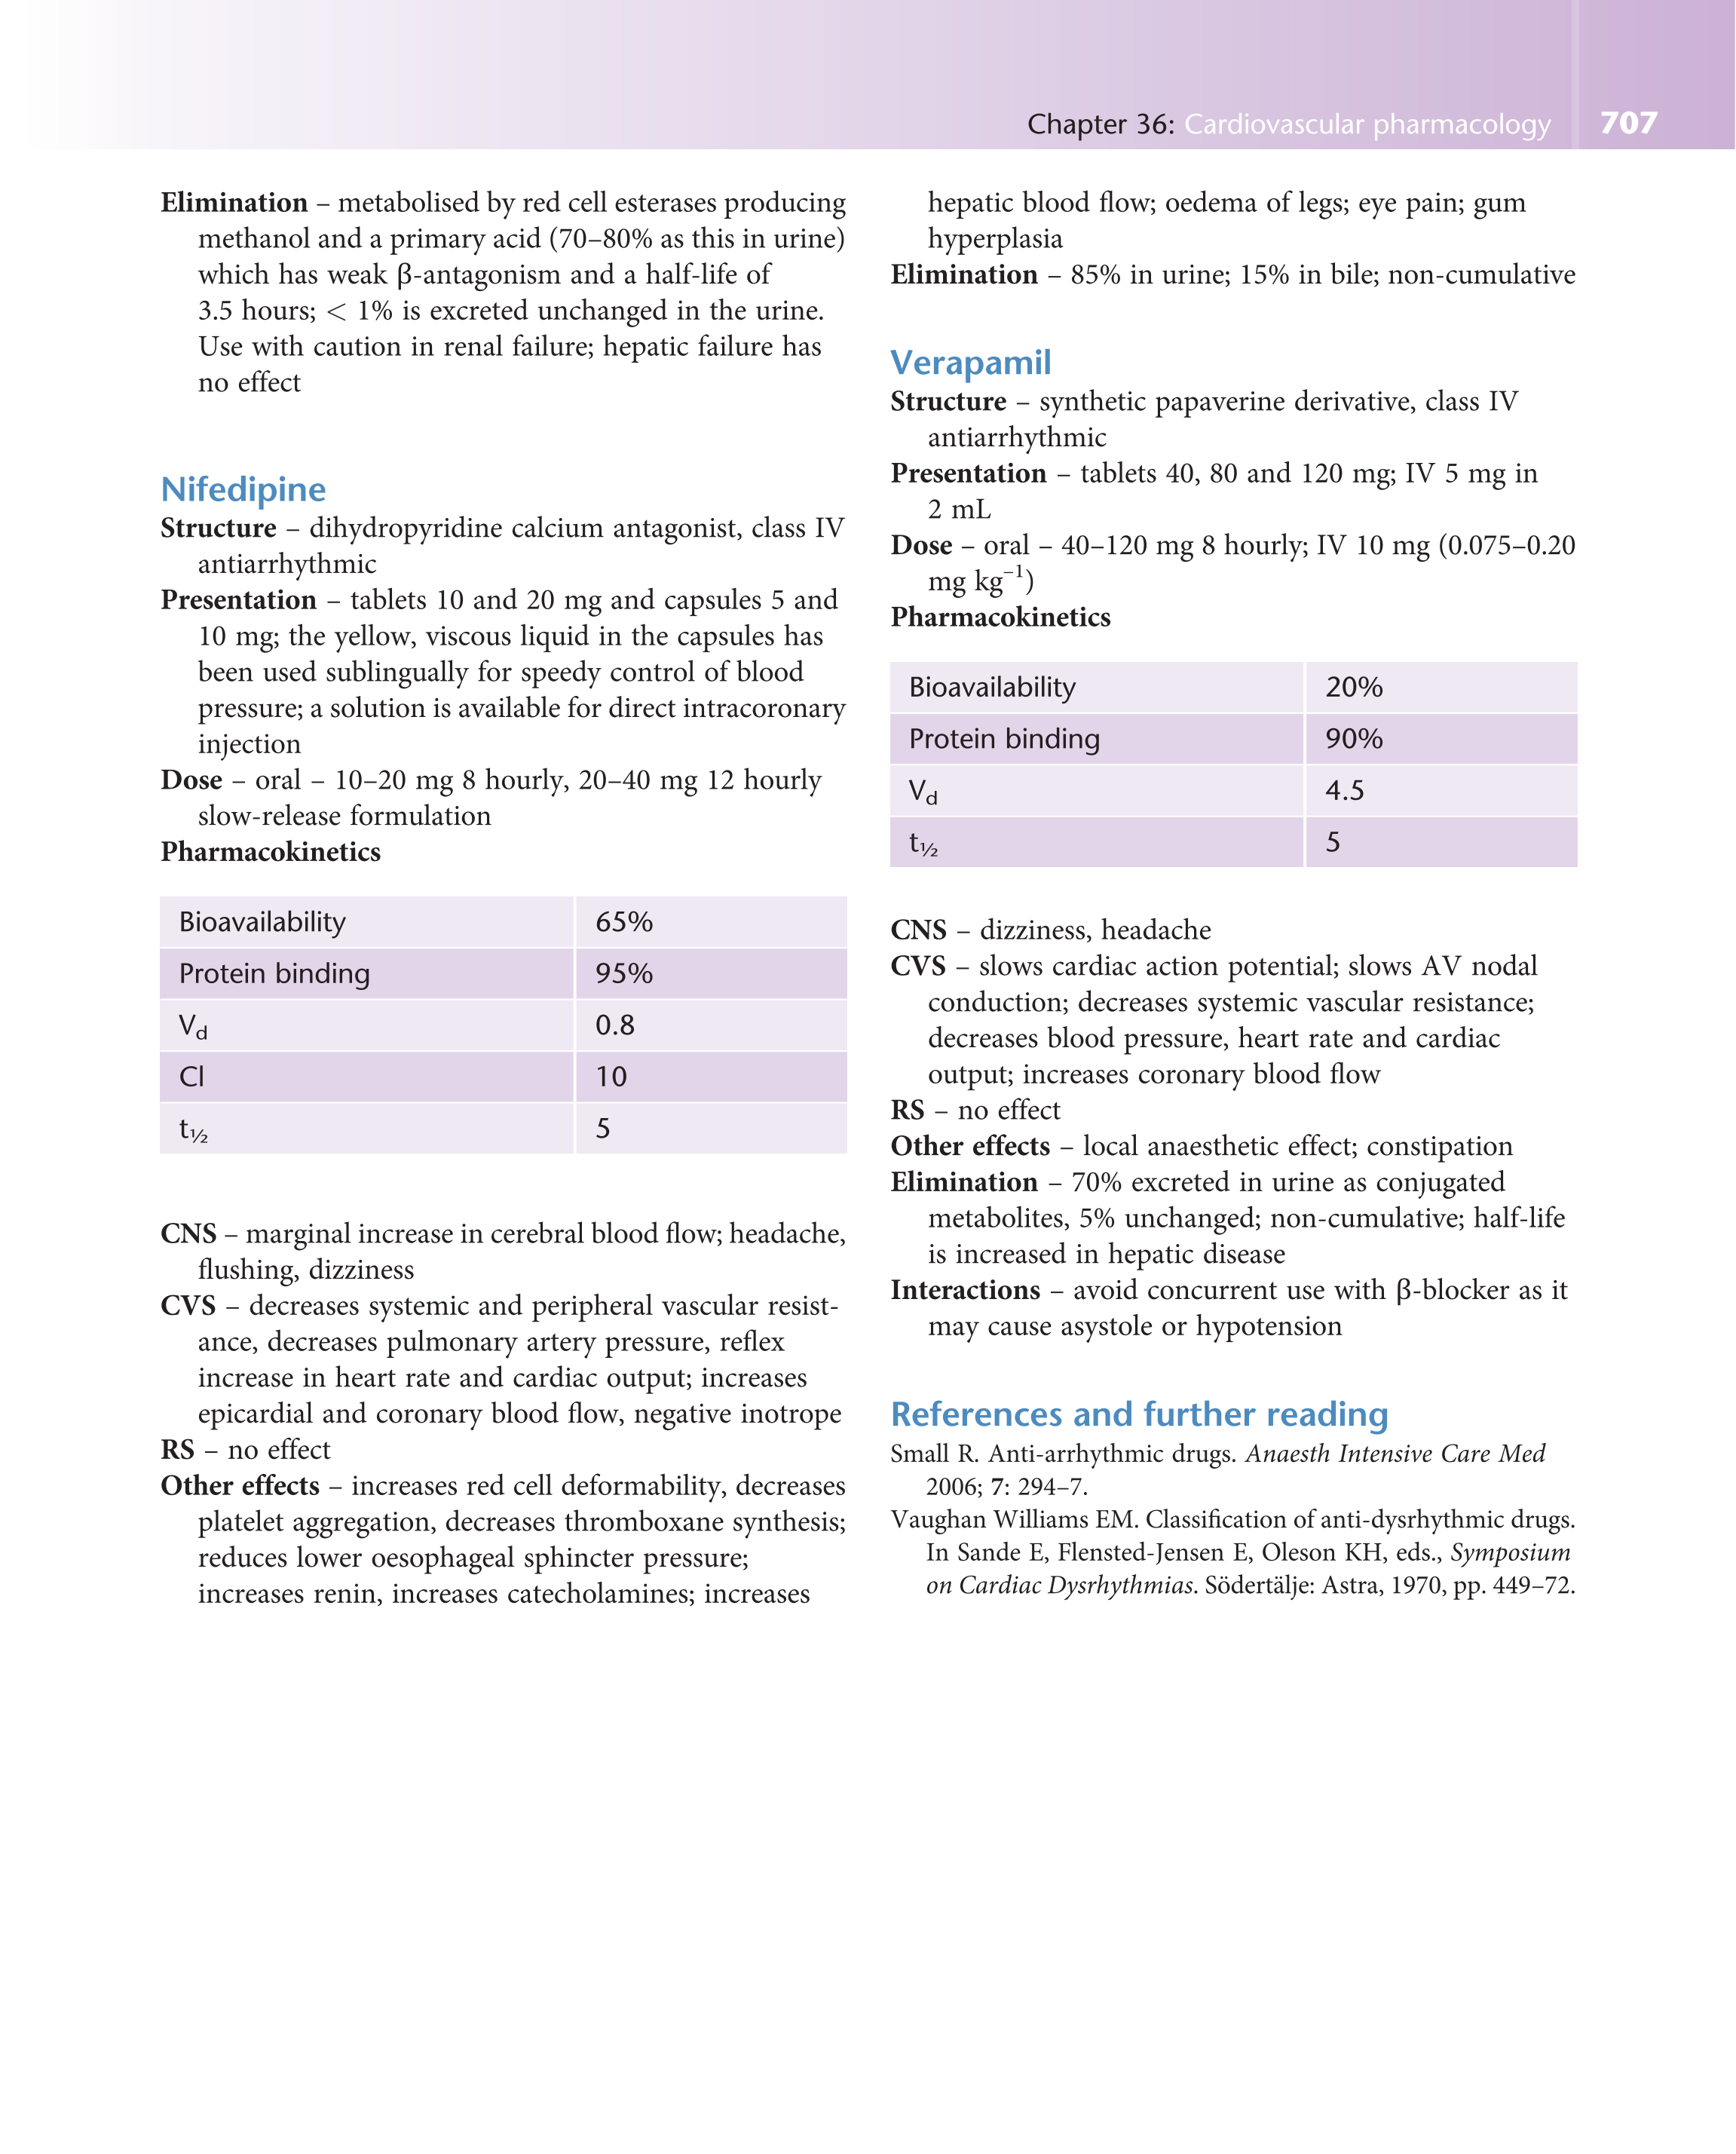 Chapter 36: Cardiovascular pharmacology 707
Elimination – metabolised by red cell esterases producing
methanol and a primary acid (70–80% as this in urine)
which has weak β-antagonism and a half-life of
3.5 hours; < 1% is excreted unchanged in the urine.
Use with caution in renal failure; hepatic failure has
no effect
Nifedipine
Structure – dihydropyridine calcium antagonist, class IV
antiarrhythmic
Presentation – tablets 10 and 20 mg and capsules 5 and
10 mg; the yellow, viscous liquid in the capsules has
been used sublingually for speedy control of blood
pressure; a solution is available for direct intracoronary
injection
Dose – oral – 10–20 mg 8 hourly, 20–40 mg 12 hourly
slow-release formulation
Pharmacokinetics
Bioavailability 65%
Protein binding 95%
Vd 0.8
Cl 10
t½ 5
CNS – marginal increase in cerebral blood flow; headache,
flushing, dizziness
CVS – decreases systemic and peripheral vascular resist-
ance, decreases pulmonary artery pressure, reflex
increase in heart rate and cardiac output; increases
epicardial and coronary blood flow, negative inotrope
RS – no effect
Other effects – increases red cell deformability, decreases
platelet aggregation, decreases thromboxane synthesis;
reduces lower oesophageal sphincter pressure;
increases renin, increases catecholamines; increases
hepatic blood flow; oedema of legs; eye pain; gum
hyperplasia
Elimination – 85% in urine; 15% in bile; non-cumulative
Verapamil
Structure – synthetic papaverine derivative, class IV
antiarrhythmic
Presentation – tablets 40, 80 and 120 mg; IV 5 mg in
2 mL
Dose – oral – 40–120 mg 8 hourly; IV 10 mg (0.075–0.20
mg kg⁻¹)
Pharmacokinetics
Bioavailability 20%
Protein binding 90%
Vd 4.5
t½ 5
CNS – dizziness, headache
CVS – slows cardiac action potential; slows AV nodal
conduction; decreases systemic vascular resistance;
decreases blood pressure, heart rate and cardiac
output; increases coronary blood flow
RS – no effect
Other effects – local anaesthetic effect; constipation
Elimination – 70% excreted in urine as conjugated
metabolites, 5% unchanged; non-cumulative; half-life
is increased in hepatic disease
Interactions – avoid concurrent use with β-blocker as it
may cause asystole or hypotension
References and further reading
Small R. Anti-arrhythmic drugs. Anaesth Intensive Care Med
2006; 7: 294–7.
Vaughan Williams EM. Classification of anti-dysrhythmic drugs.
In Sande E, Flensted-Jensen E, Oleson KH, eds., Symposium
on Cardiac Dysrhythmias. Södertälje: Astra, 1970, pp. 449–72.